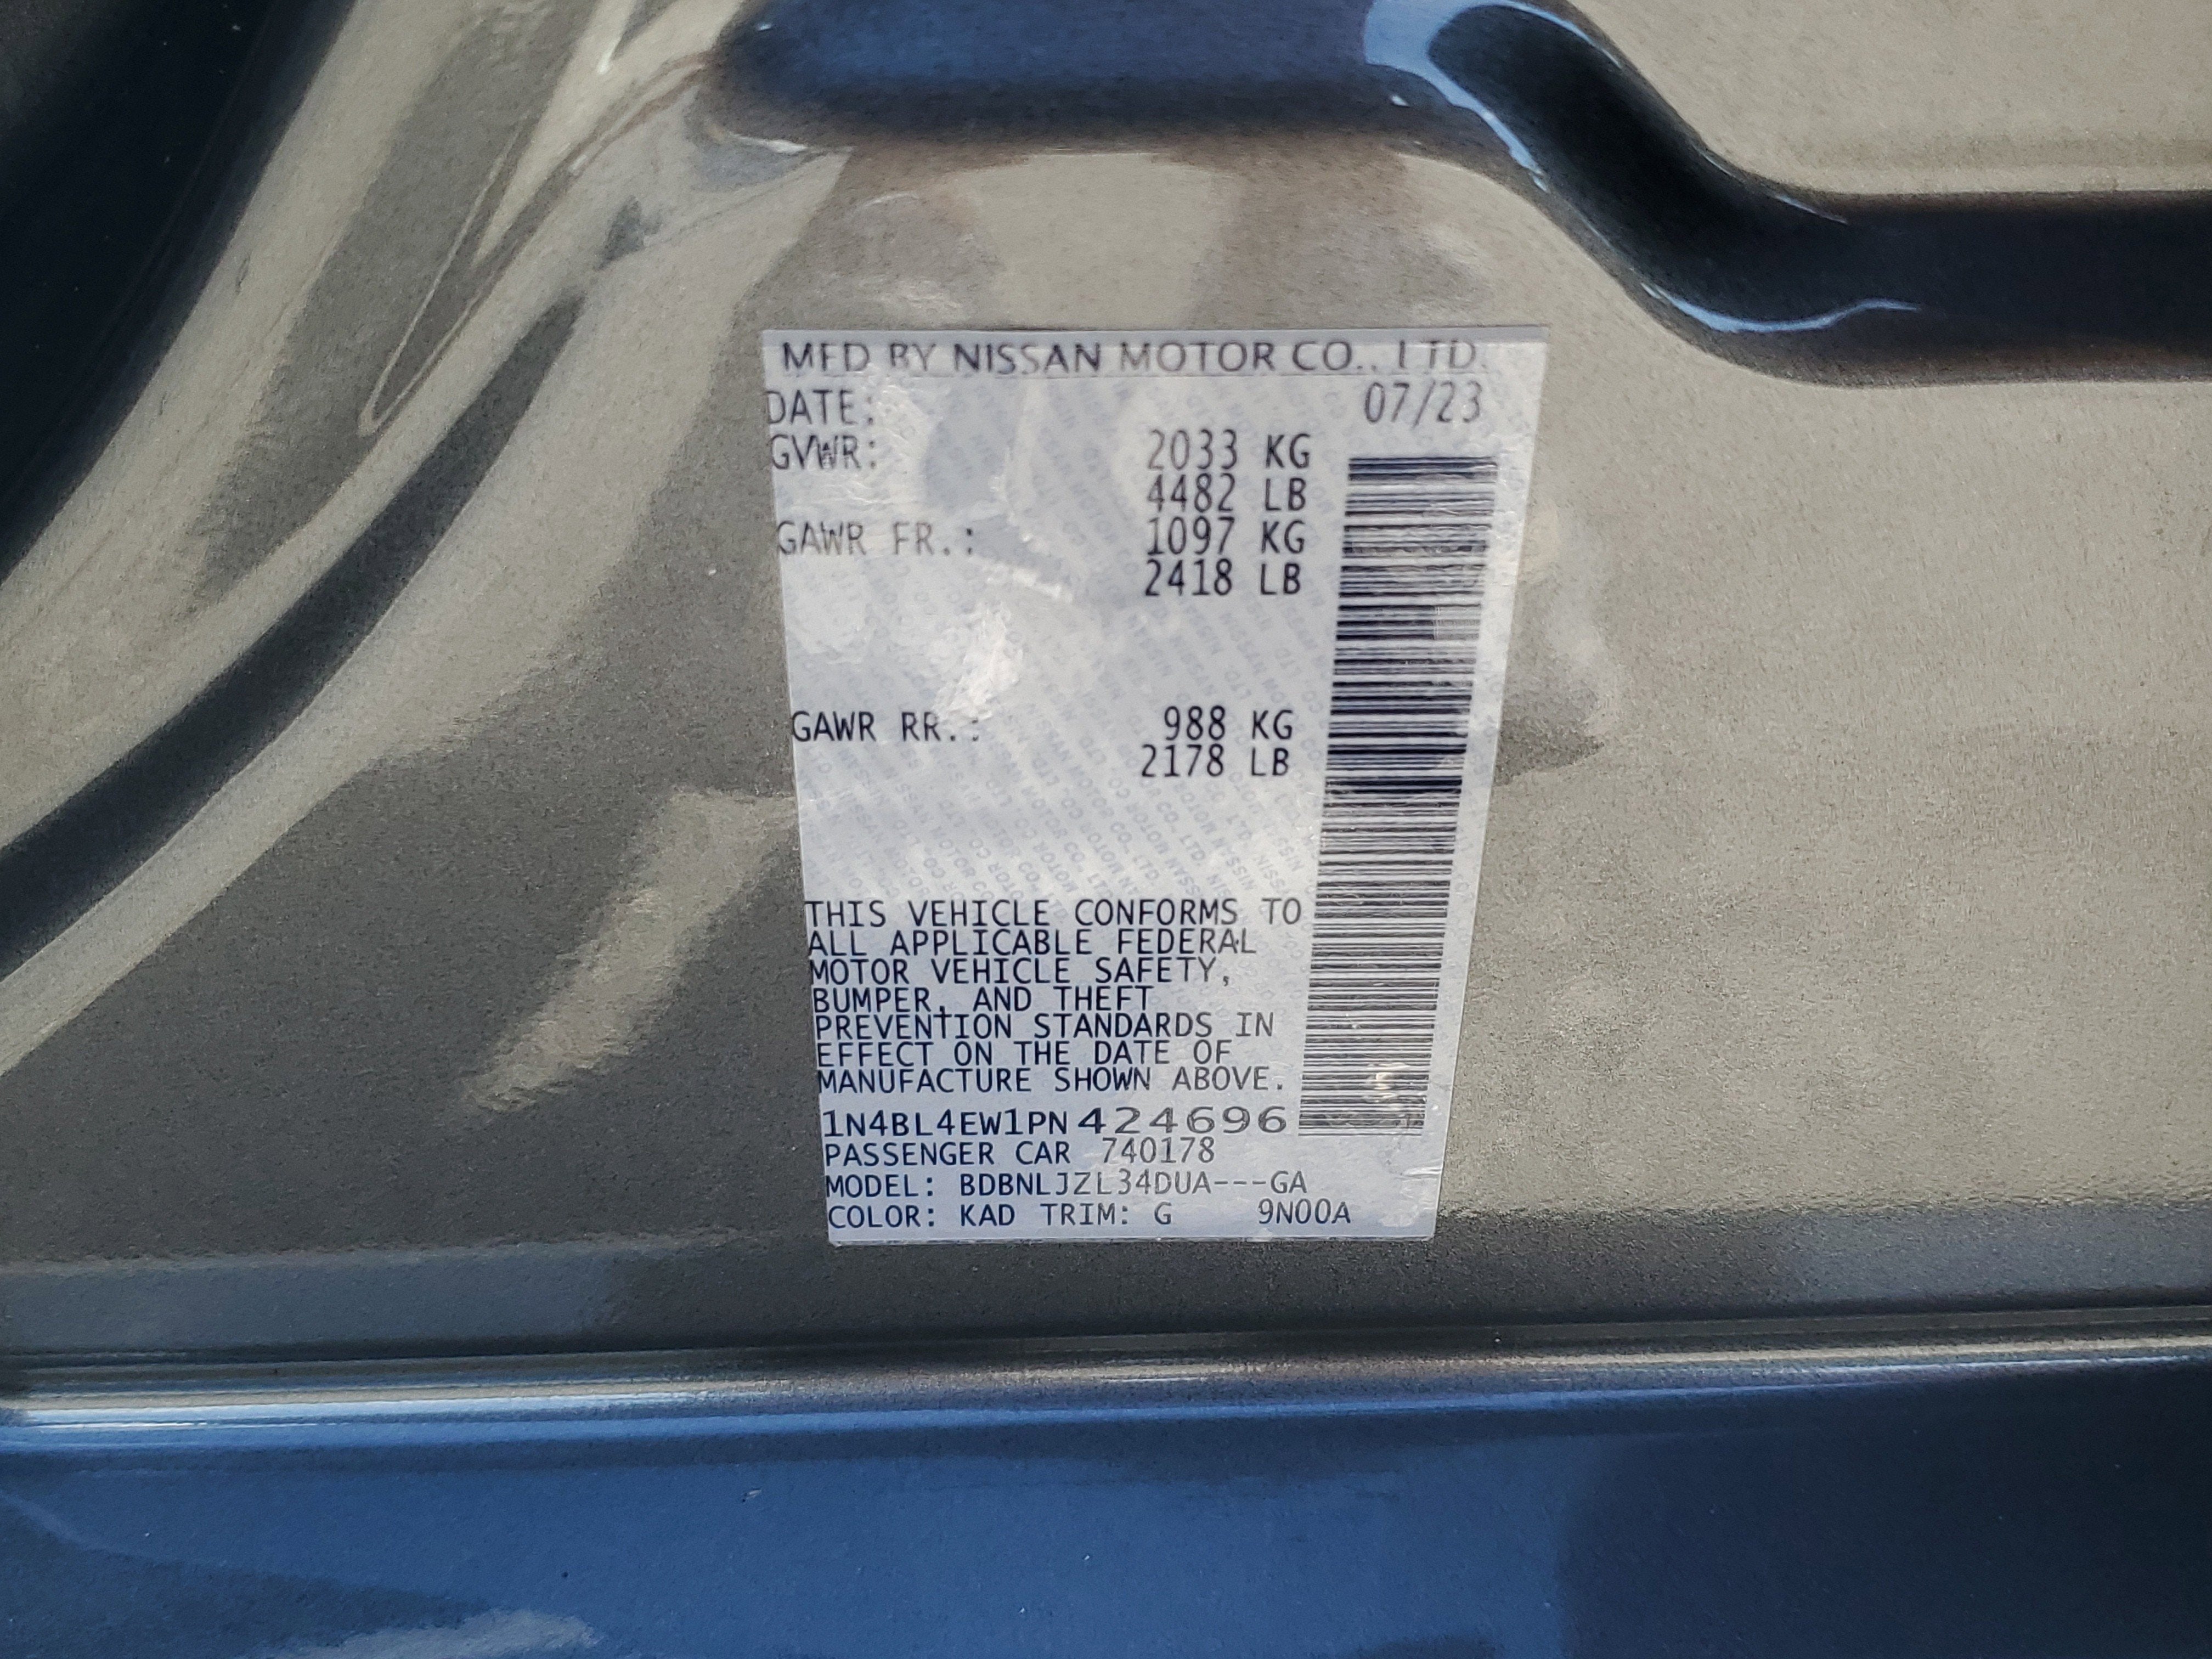 MFD BY NISSAN MOTOR CO., LTD.
DATE: 07/23
GVWR: 2033 KG
4482 LB
GAWR FR.: 1097 KG
2418 LB
GAWR RR.: 988 KG
2178 LB
THIS VEHICLE CONFORMS TO
ALL APPLICABLE FEDERAL
MOTOR VEHICLE SAFETY,
BUMPER, AND THEFT
PREVENTION STANDARDS IN
EFFECT ON THE DATE OF
MANUFACTURE SHOWN ABOVE.
1N4BL4EW1PN424696
PASSENGER CAR 740178
MODEL: BDBNLJZL34DUA---GA
COLOR: KAD TRIM: G 9N00A